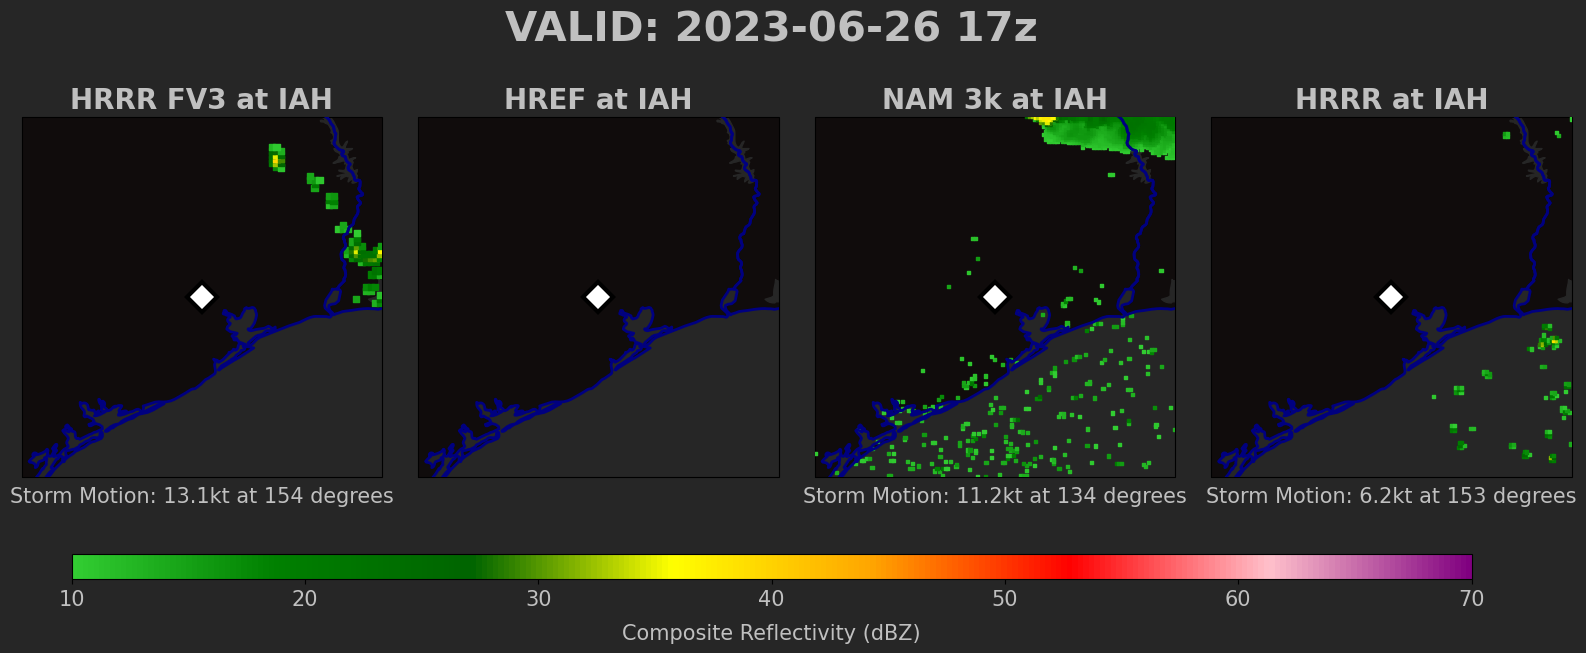 VALID: 2023-06-26 17z
HRRR FV3 at IAH
HREF at IAH
NAM 3k at IAH
HRRR at IAH
Storm Motion: 13.1kt at 154 degrees
Storm Motion: 11.2kt at 134 degrees
Storm Motion: 6.2kt at 153 degrees
10 20 30 40 50 60 70
Composite Reflectivity (dBZ)